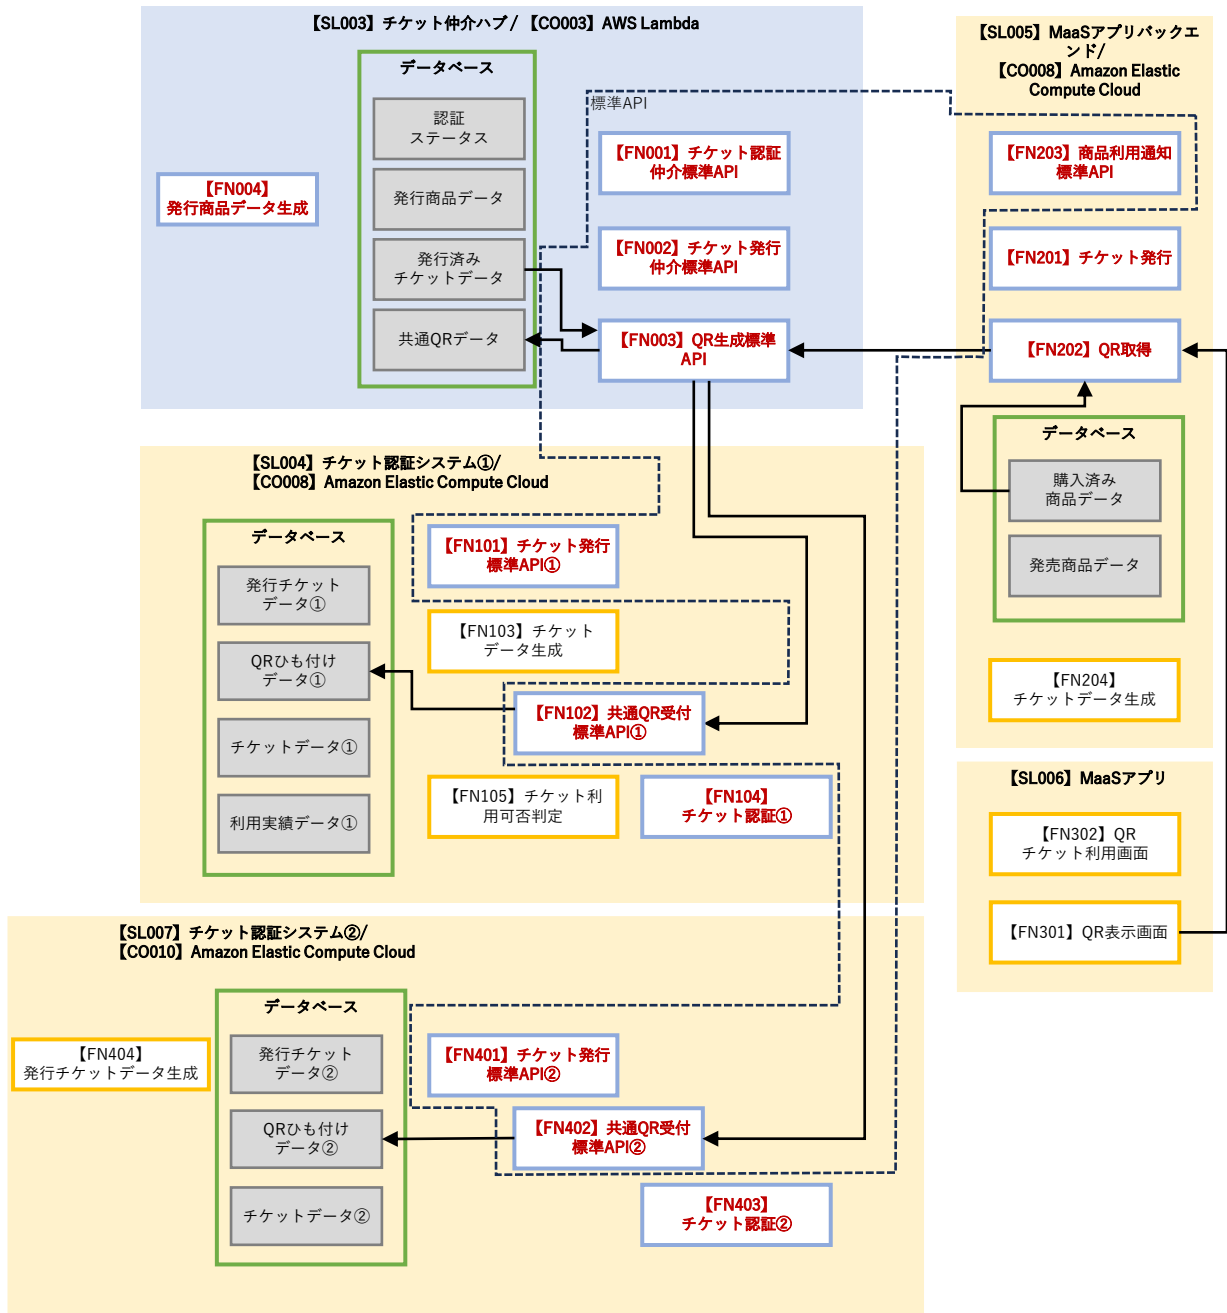 【SL003】チケット仲介ハブ / 【CO003】AWS Lambda
データベース
認証
ステータス
発行商品データ
発行済み
チケットデータ
共通QRデータ
【FN004】
発行商品データ生成
標準API
【FN001】チケット認証
仲介標準API
【FN002】チケット発行
仲介標準API
【FN003】QR生成標準
API
【SL005】MaaSアプリバックエ
ンド/
【CO008】Amazon Elastic
Compute Cloud
【FN203】商品利用通知
標準API
【FN201】チケット発行
【FN202】QR取得
データベース
購入済み
商品データ
発売商品データ
【FN204】
チケットデータ生成
【SL006】MaaSアプリ
【FN302】QR
チケット利用画面
【FN301】QR表示画面
【SL004】チケット認証システム①/
【CO008】Amazon Elastic Compute Cloud
データベース
発行チケット
データ①
QRひも付け
データ①
チケットデータ①
利用実績データ①
【FN101】チケット発行
標準API①
【FN103】チケット
データ生成
【FN102】共通QR受付
標準API①
【FN105】チケット利
用可否判定
【FN104】
チケット認証①
【SL007】チケット認証システム②/
【CO010】Amazon Elastic Compute Cloud
データベース
発行チケット
データ②
QRひも付け
データ②
チケットデータ②
【FN404】
発行チケットデータ生成
【FN401】チケット発行
標準API②
【FN402】共通QR受付
標準API②
【FN403】
チケット認証②